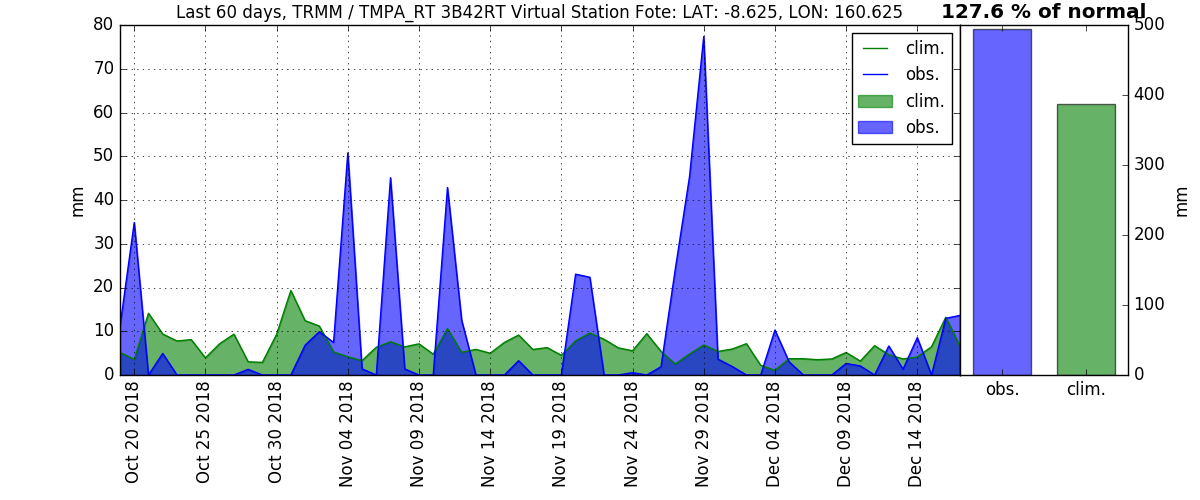 Last 60 days, TRMM / TMPA_RT 3B42RT Virtual Station Fote: LAT: -8.625, LON: 160.625
127.6 % of normal
80
70
60
50
40
30
20
10
0
mm
clim.
obs.
clim.
obs.
500
400
300
200
100
0
mm
Oct 20 2018
Oct 25 2018
Oct 30 2018
Nov 04 2018
Nov 09 2018
Nov 14 2018
Nov 19 2018
Nov 24 2018
Nov 29 2018
Dec 04 2018
Dec 09 2018
Dec 14 2018
obs.
clim.